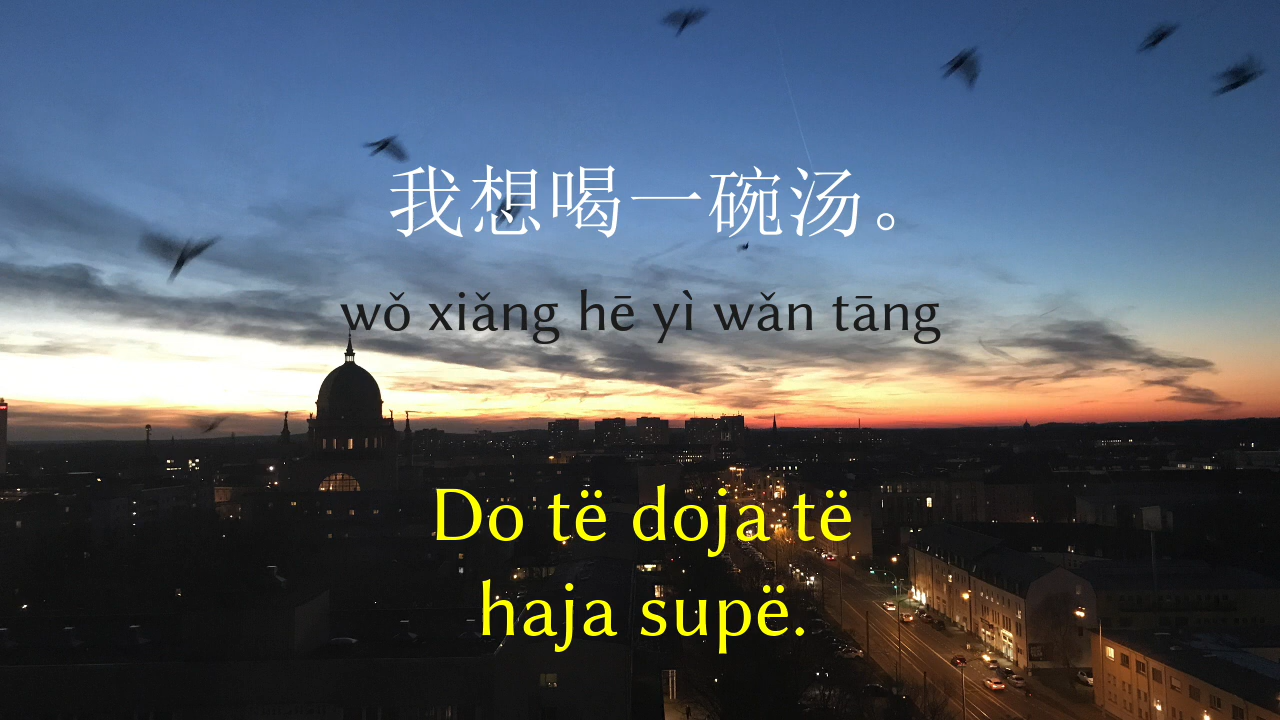 我想喝一碗汤。
wǒ xiǎng hē yì wǎn tāng
Do të doja të
haja supë.